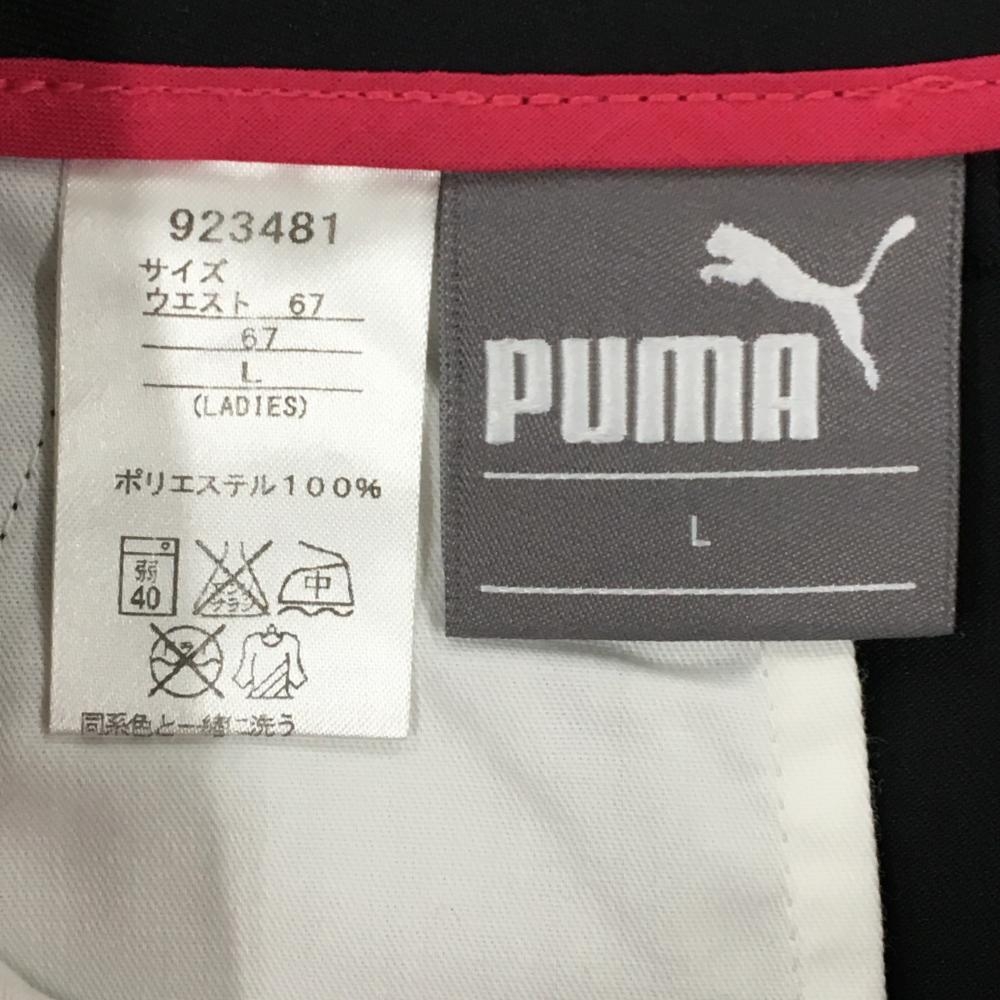 923481
サイズ
ウエスト 67
67
L
(LADIES)
ポリエステル100%
弱
40
中
同系色と一緒に洗う
PUMA
L